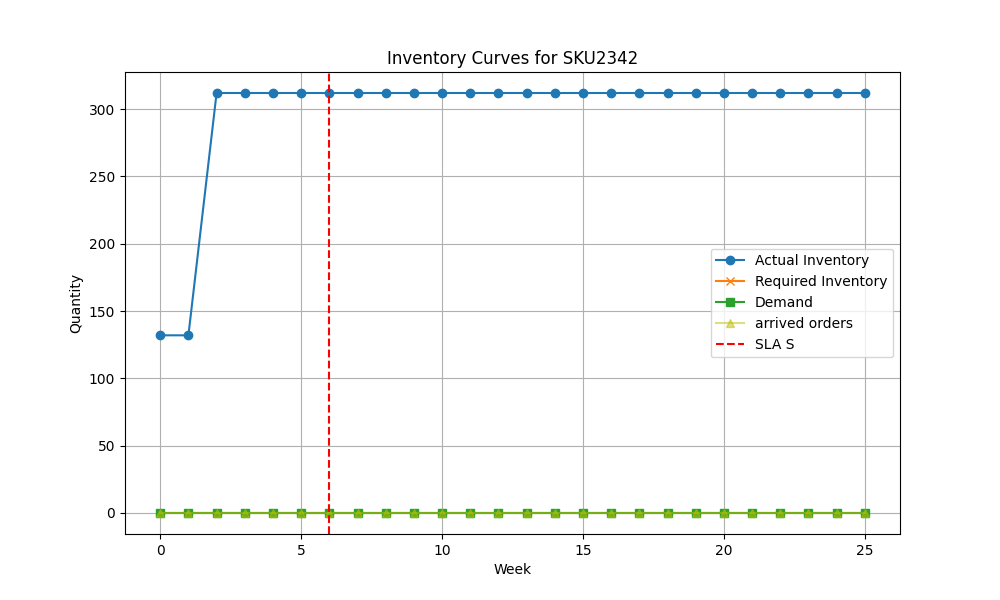 Inventory Curves for SKU2342
300
250
200
150
100
50
0
Quantity
Actual Inventory
Required Inventory
Demand
arrived orders
SLA S
0 5 10 15 20 25
Week